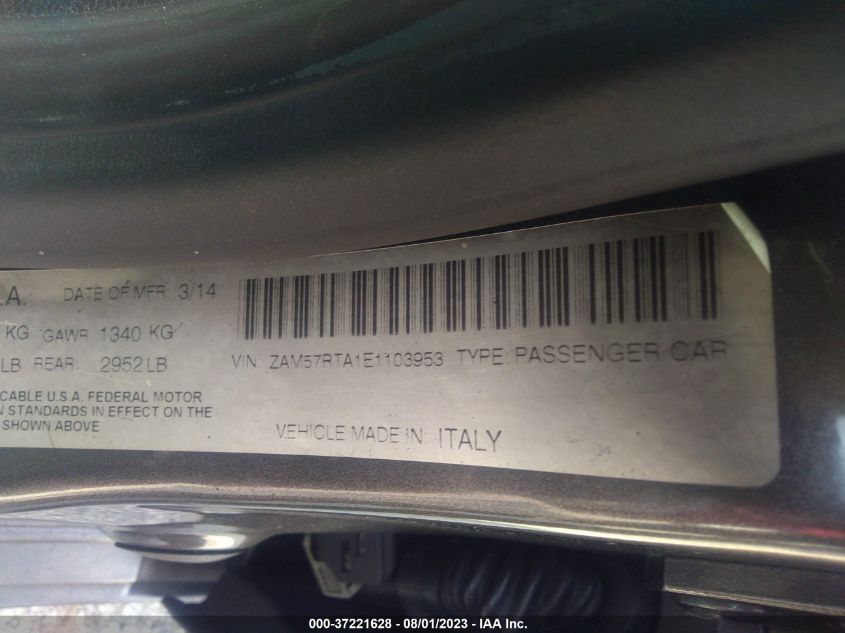 .A. DATE OF MFR 3/14
KG GAWR 1340 KG
LB REAR: 2952 LB
VIN: ZAM57RTA1E1103953 TYPE: PASSENGER CAR
CABLE U.S.A. FEDERAL MOTOR
N STANDARDS IN EFFECT ON THE
SHOWN ABOVE
VEHICLE MADE IN: ITALY
000-37221628 - 08/01/2023 - IAA Inc.